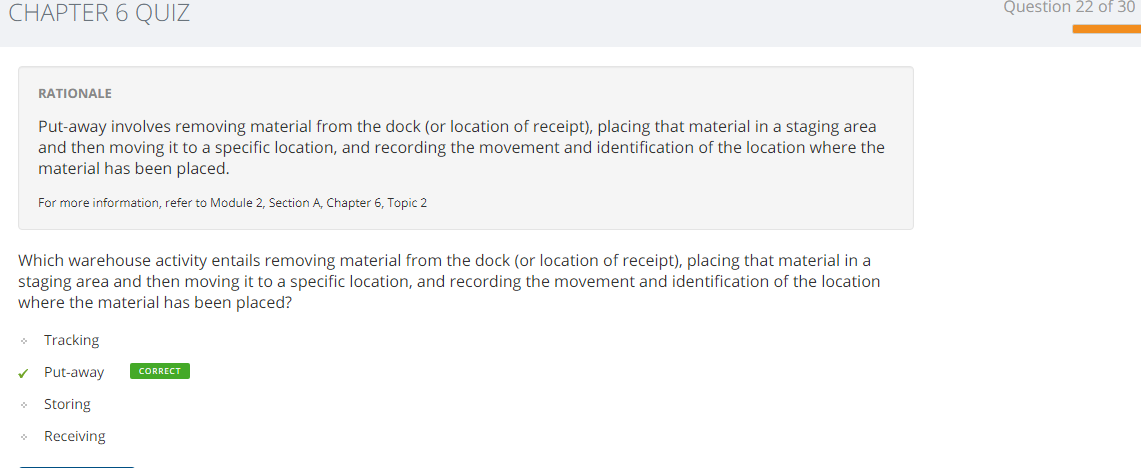 CHAPTER 6 QUIZ
Question 22 of 30
RATIONALE
Put-away involves removing material from the dock (or location of receipt), placing that material in a staging area
and then moving it to a specific location, and recording the movement and identification of the location where the
material has been placed.
For more information, refer to Module 2, Section A, Chapter 6, Topic 2
Which warehouse activity entails removing material from the dock (or location of receipt), placing that material in a
staging area and then moving it to a specific location, and recording the movement and identification of the location
where the material has been placed?
Tracking
Put-away CORRECT
Storing
Receiving